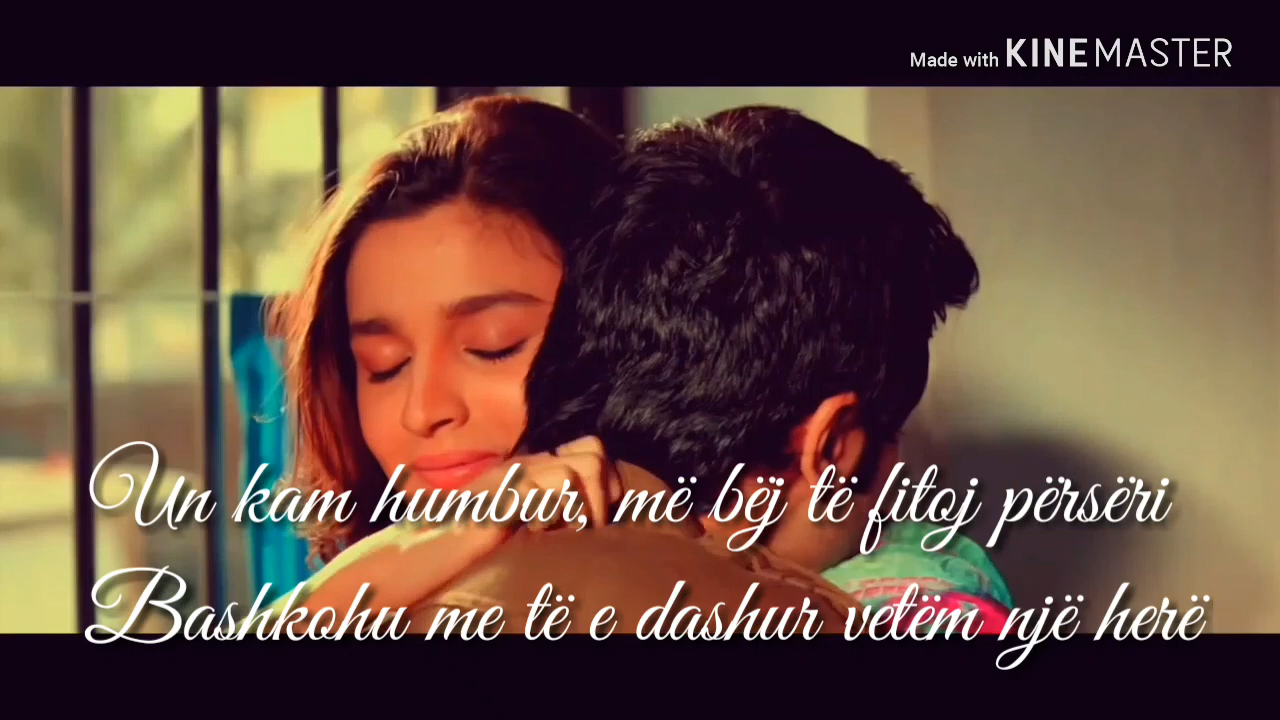 Made with KINEMASTER
Un kam humbur, më bëj të fitoj përsëri
Bashkohu me të e dashur vetëm një herë